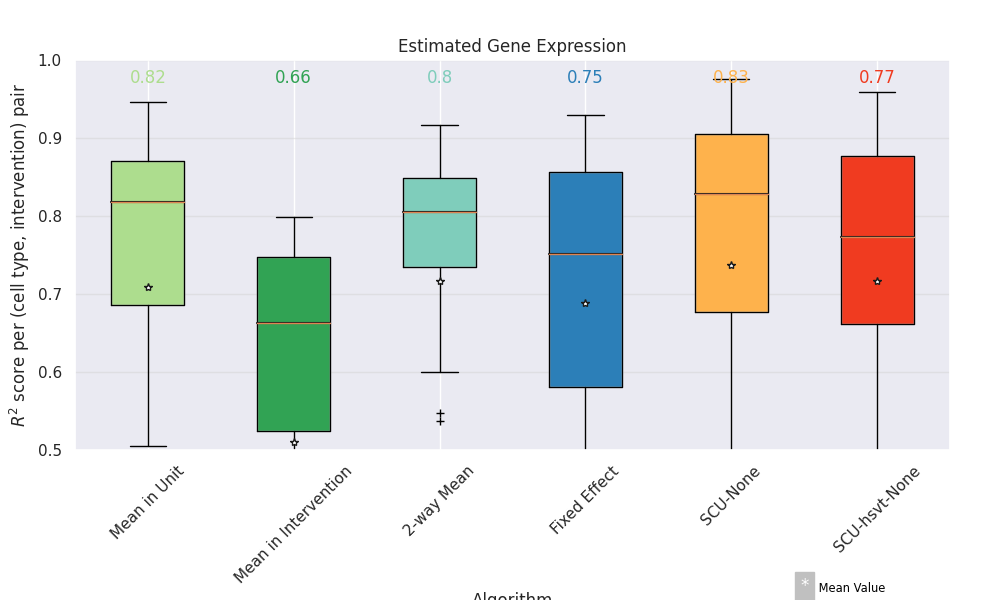 Estimated Gene Expression
R² score per (cell type, intervention) pair
1.0
0.9
0.8
0.7
0.6
0.5
0.82 0.66 0.8 0.75 0.83 0.77
Mean in Unit
Mean in Intervention
2-way Mean
Fixed Effect
SCU-None
SCU-hsvt-None
Algorithm
* Mean Value